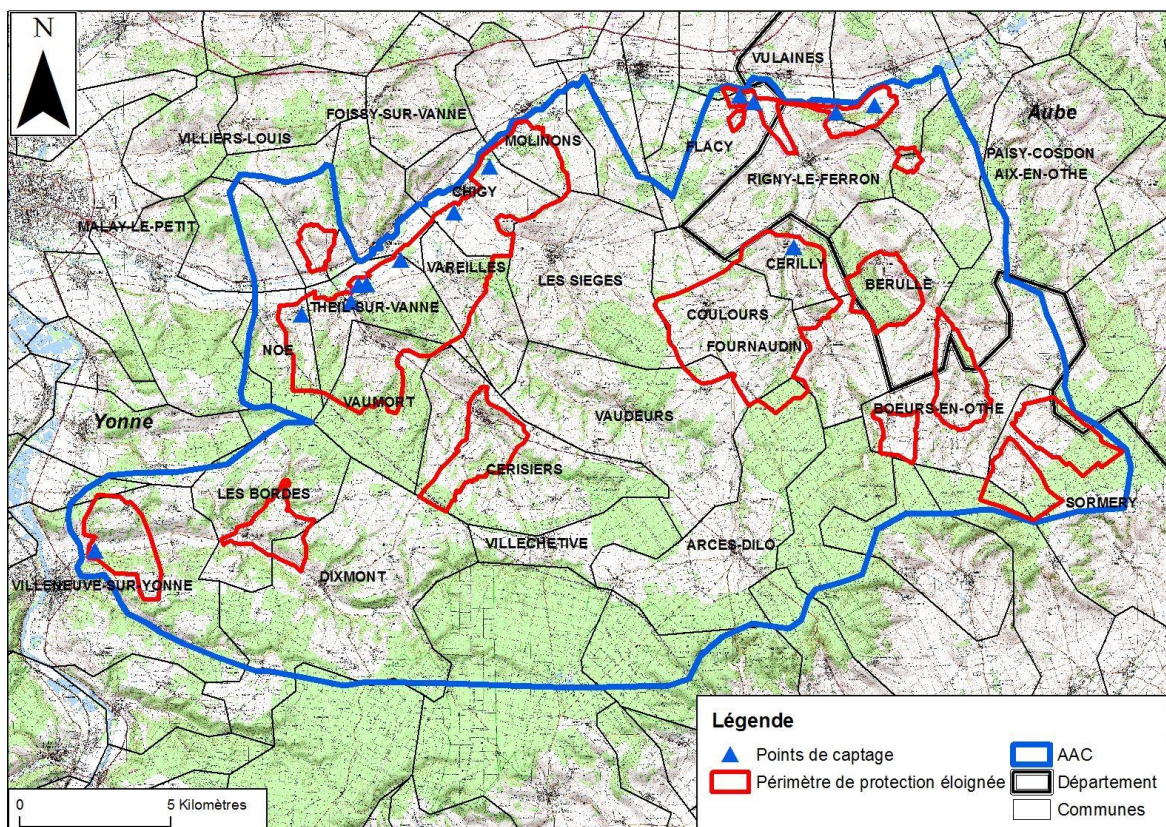 N
VULAINES
FOISSY-SUR-VANNE
VILLIERS-LOUIS
MOLINONS
Aube
FLACY
PAISY-COSDON
AIX-EN-OTHE
RIGNY-LE-FERRON
CHIGY
MALAY-LE-PETIT
VAREILLES
CERILLY
LES SIEGES
BERULLE
THEIL-SUR-VANNE
COULOURS
NOE
FOURNAUDIN
VAUMORT
BOEURS-EN-OTHE
VAUDEURS
Yonne
CERISIERS
LES BORDES
SORMERY
VILLECHETIVE
ARCES-DILO
DIXMONT
VILLENEUVE-SUR-YONNE
Légende
Points de captage
AAC
Périmètre de protection éloignée
Département
Communes
0 5 Kilomètres